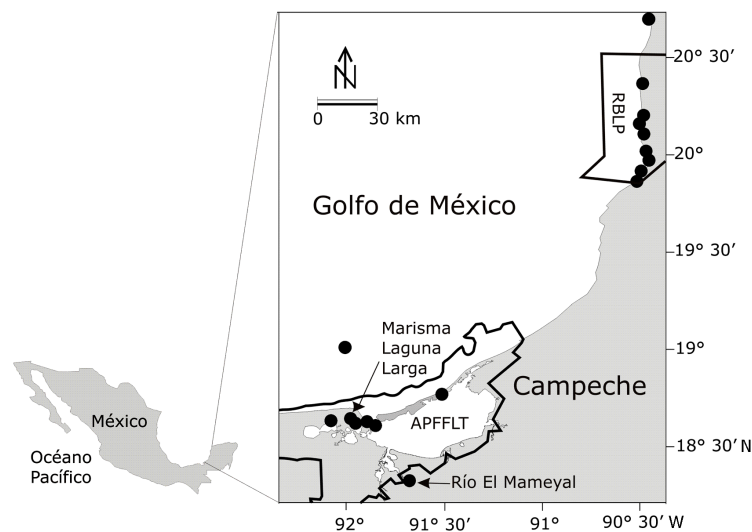 N
0 30 km
Golfo de México
RBLP
20° 30’
20°
19° 30’
19°
18° 30’N
Marisma
Laguna
Larga
Campeche
APFFLT
Río El Mameyal
México
Océano
Pacífico
92° 91° 30’ 91° 90° 30’ W